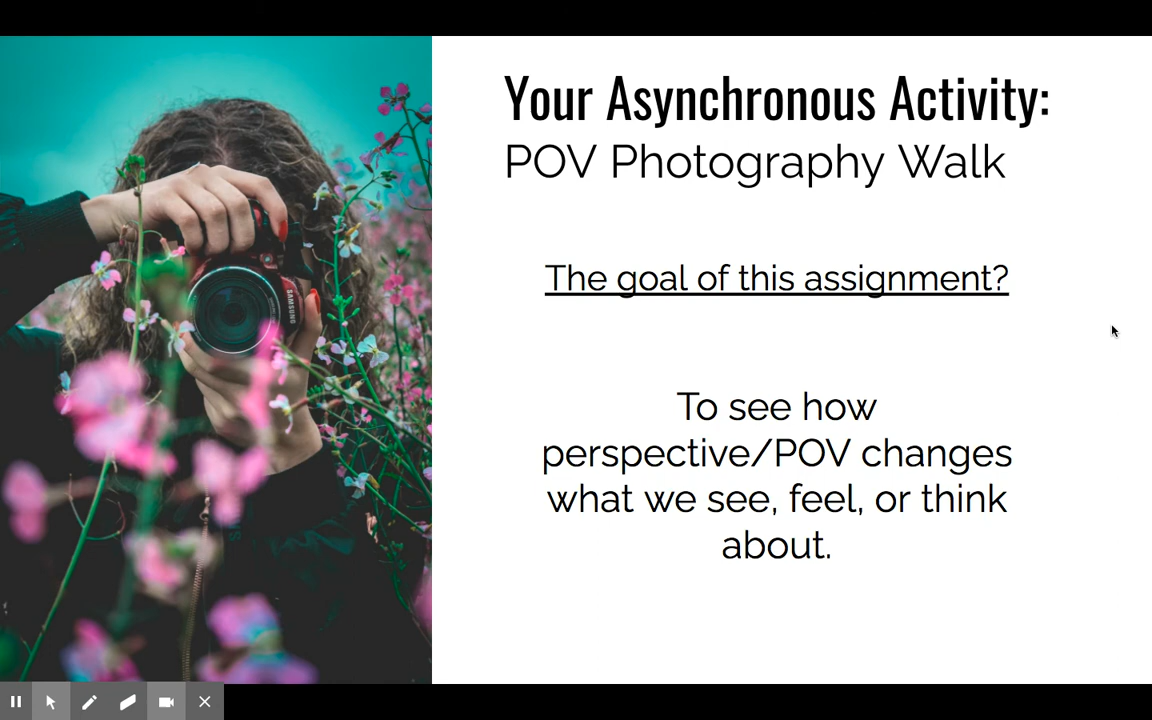 Your Asynchronous Activity:
POV Photography Walk
The goal of this assignment?
To see how
perspective/POV changes
what we see, feel, or think
about.
SAMSUNG